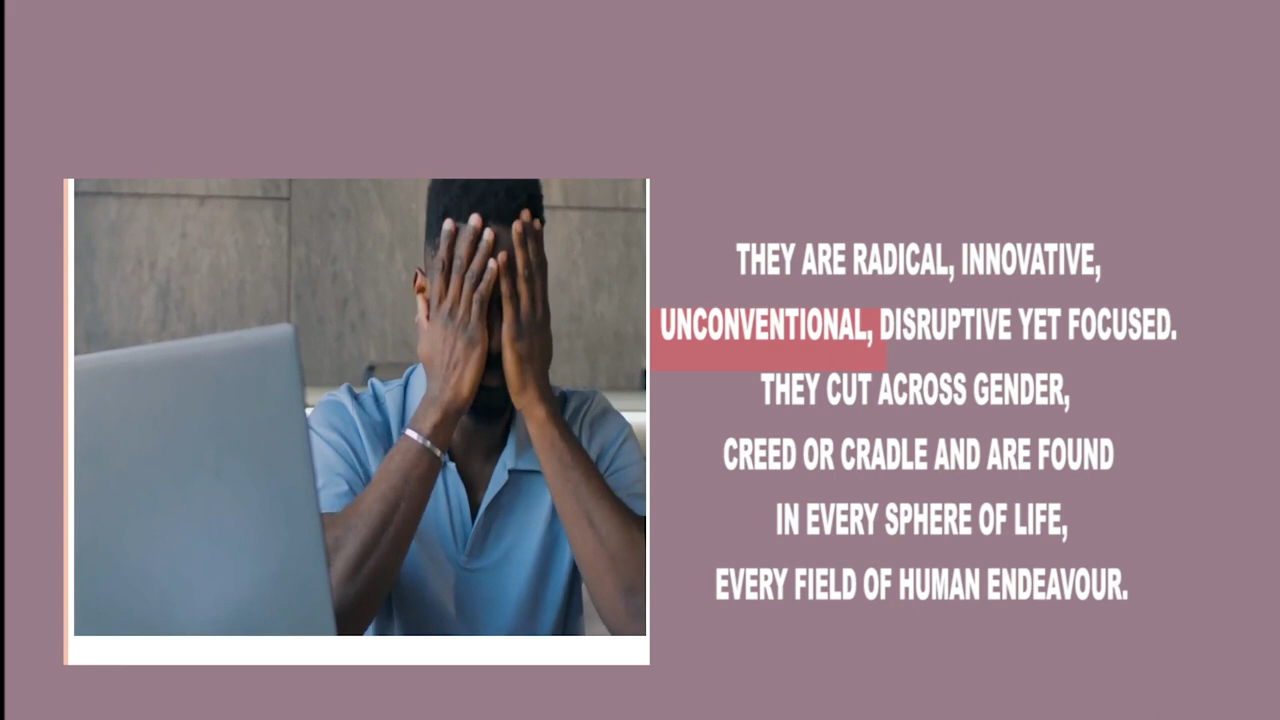 THEY ARE RADICAL, INNOVATIVE,
UNCONVENTIONAL, DISRUPTIVE YET FOCUSED.
THEY CUT ACROSS GENDER,
CREED OR CRADLE AND ARE FOUND
IN EVERY SPHERE OF LIFE,
EVERY FIELD OF HUMAN ENDEAVOUR.